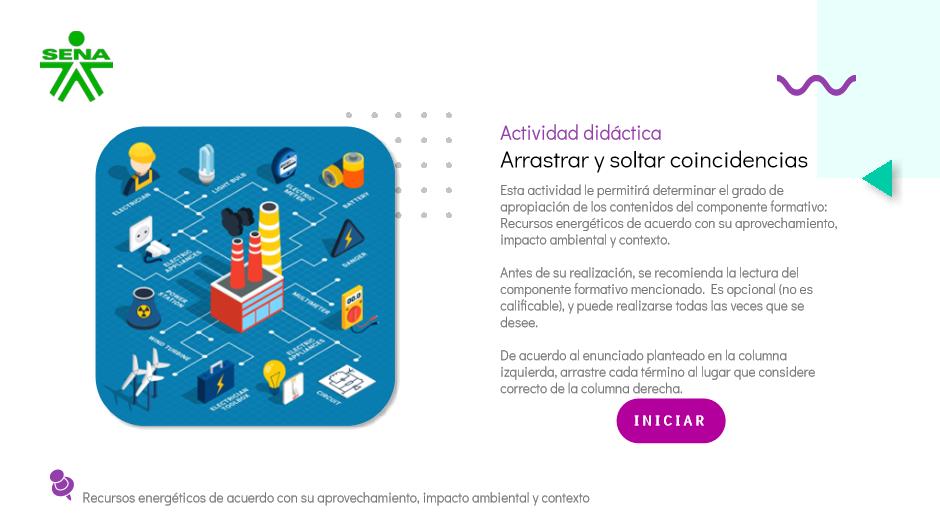 SENA
Actividad didáctica
Arrastrar y soltar coincidencias
Esta actividad le permitirá determinar el grado de
apropiación de los contenidos del componente formativo:
Recursos energéticos de acuerdo con su aprovechamiento,
impacto ambiental y contexto.
Antes de su realización, se recomienda la lectura del
componente formativo mencionado. Es opcional (no es
calificable), y puede realizarse todas las veces que se
desee.
De acuerdo al enunciado planteado en la columna
izquierda, arrastre cada término al lugar que considere
correcto de la columna derecha.
INICIAR
ELECTRICIAN
LIGHT BULB
ELECTRIC
METER
BATTERY
ELECTRIC
APPLIANCES
DANGER
POWER
STATION
MULTIMETER
00.0
WIND TURBINE
ELECTRICIAN
TOOLBOX
ELECTRIC
APPLIANCES
CIRCUIT
Recursos energéticos de acuerdo con su aprovechamiento, impacto ambiental y contexto